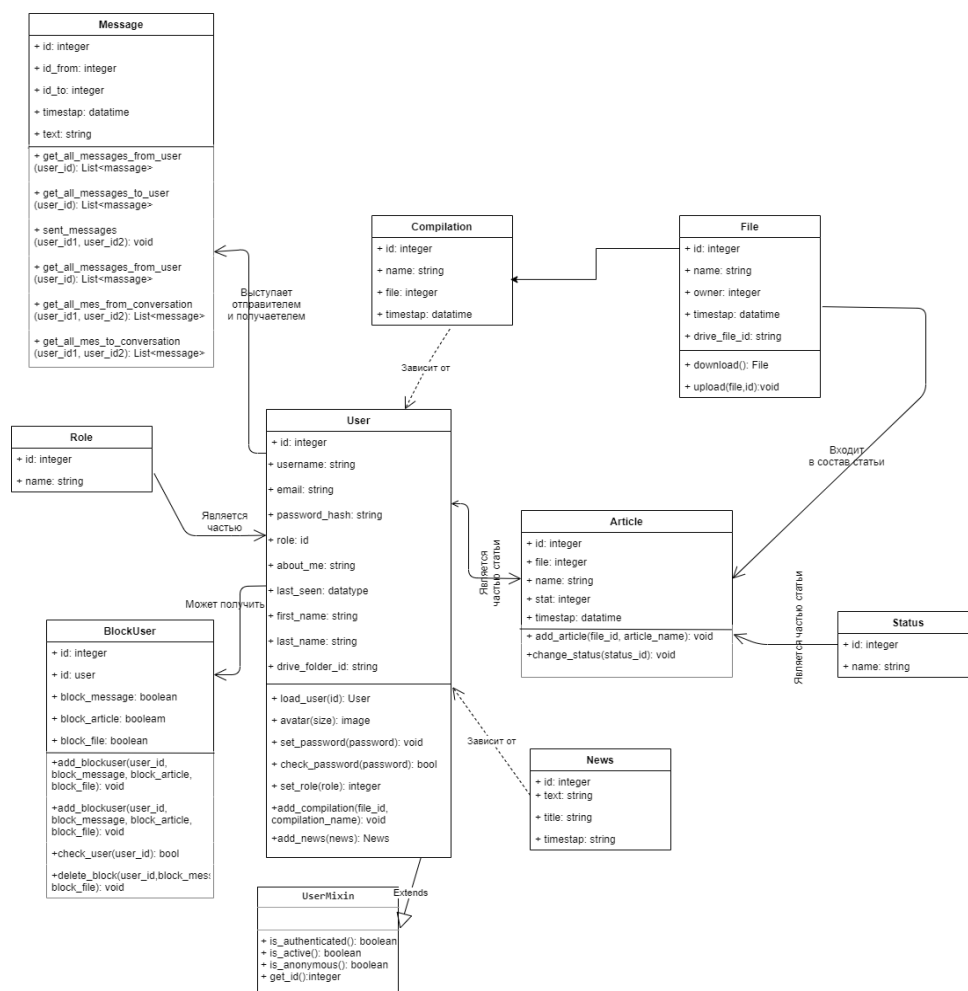 Message
+ id: integer
+ id_from: integer
+ id_to: integer
+ timestap: datatime
+ text: string
+ get_all_messages_from_user
(user_id): List<massage>
+ get_all_messages_to_user
(user_id): List<massage>
+ sent_messages
(user_id1, user_id2): void
+ get_all_messages_from_user
(user_id): List<massage>
+ get_all_mes_from_conversation
(user_id1, user_id2): List<message>
+ get_all_mes_to_conversation
(user_id1, user_id2): List<message>
Выступает
отправителем
и получаетелем
Compilation
+ id: integer
+ name: string
+ file: integer
+ timestap: datatime
File
+ id: integer
+ name: string
+ owner: integer
+ timestap: datatime
+ drive_file_id: string
+ download(): File
+ upload(file,id):void
Зависит от
Входит
в состав статьи
Role
+ id: integer
+ name: string
Является
частью
User
+ id: integer
+ username: string
+ email: string
+ password_hash: string
+ role: id
+ about_me: string
+ last_seen: datatype
+ first_name: string
+ last_name: string
+ drive_folder_id: string
+ load_user(id): User
+ avatar(size): image
+ set_password(password): void
+ check_password(password): bool
+ set_role(role): integer
+add_compilation(file_id,
compilation_name): void
+add_news(news): News
Является
частью статьи
Article
+ id: integer
+ file: integer
+ name: string
+ stat: integer
+ timestap: datatime
+ add_article(file_id, article_name): void
+change_status(status_id): void
Является частью статьи
Status
+ id: integer
+ name: string
Может получить
BlockUser
+ id: integer
+ id: user
+ block_message: boolean
+ block_article: booleam
+ block_file: boolean
+add_blockuser(user_id,
block_message, block_article,
block_file): void
+add_blockuser(user_id,
block_message, block_article,
block_file): void
+check_user(user_id): bool
+delete_block(user_id,block_mes
block_file): void
Зависит от
News
+ id: integer
+ text: string
+ title: string
+ timestap: string
Extends
UserMixin
+ is_authenticated(): boolean
+ is_active(): boolean
+ is_anonymous(): boolean
+ get_id():integer